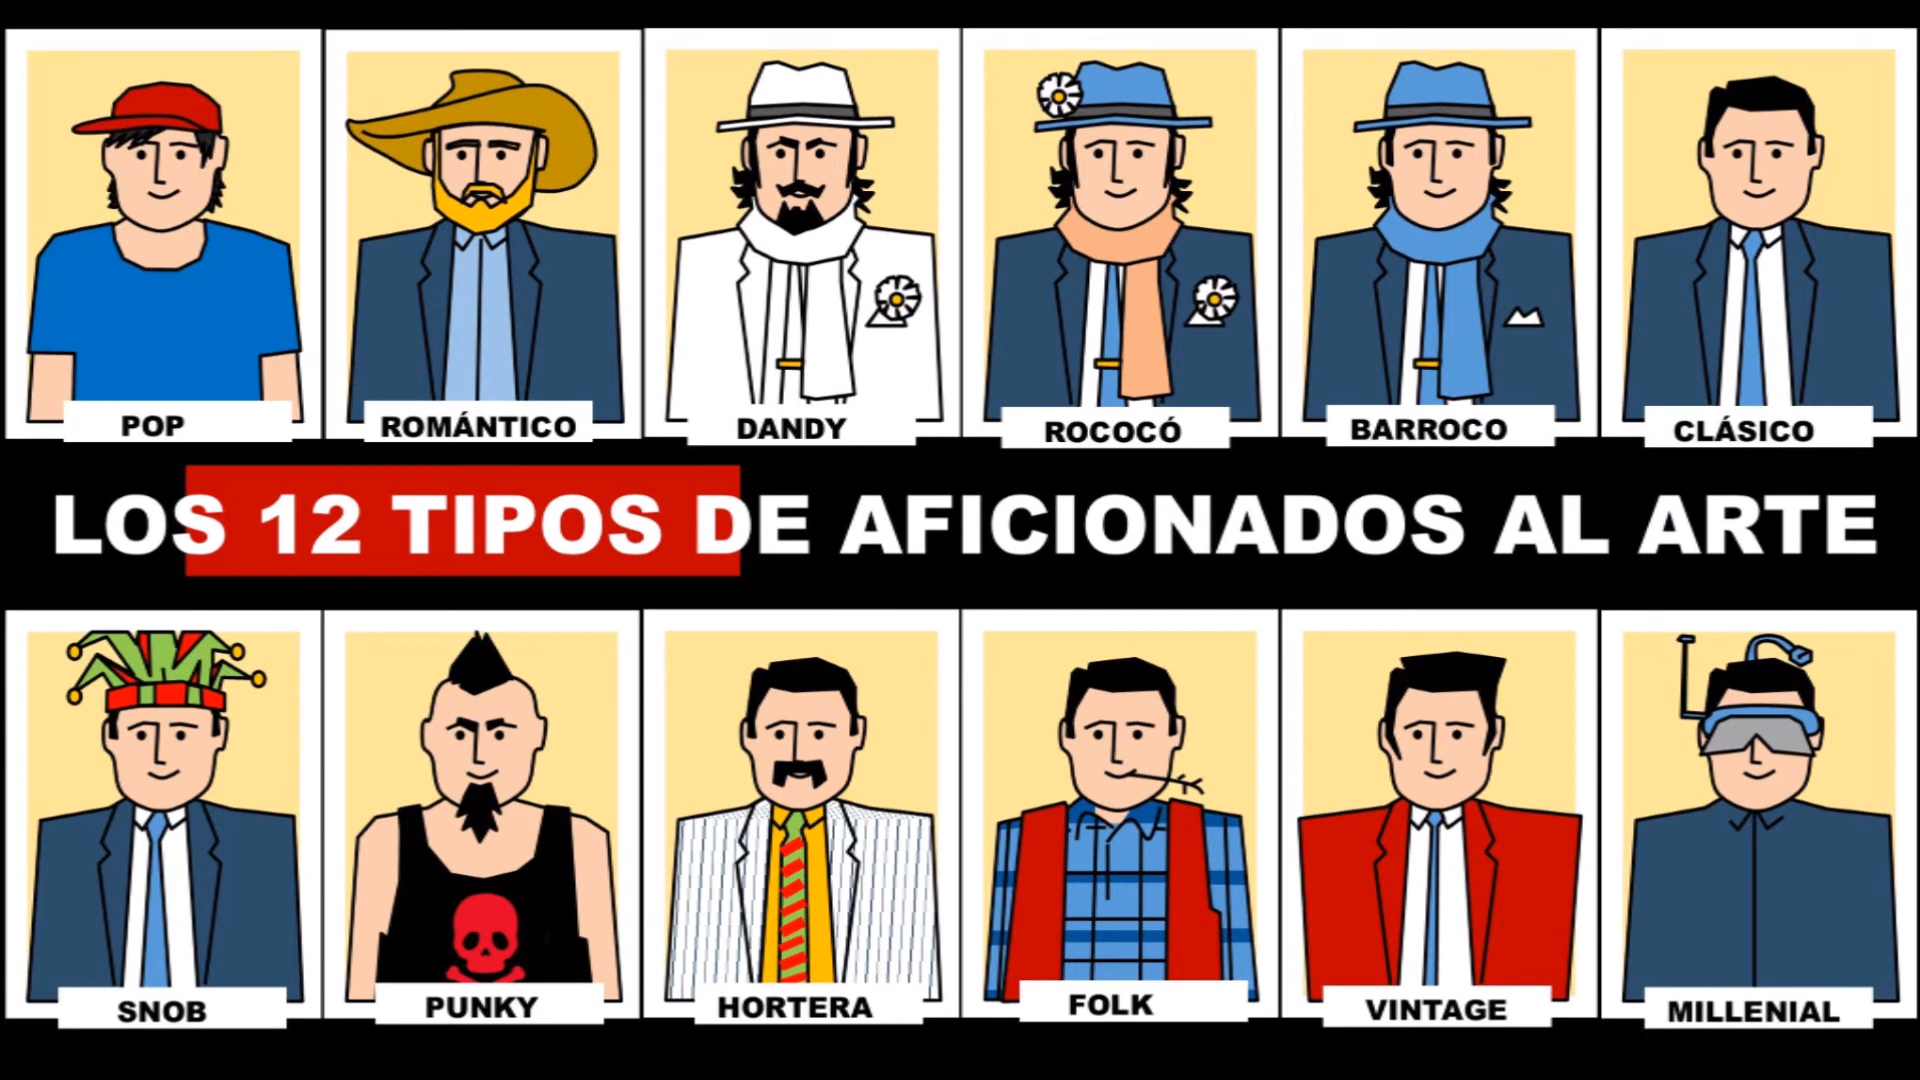 POP
ROMÁNTICO
DANDY
ROCOCÓ
BARROCO
CLÁSICO
LOS 12 TIPOS DE AFICIONADOS AL ARTE
SNOB
PUNKY
HORTERA
FOLK
VINTAGE
MILLENIAL